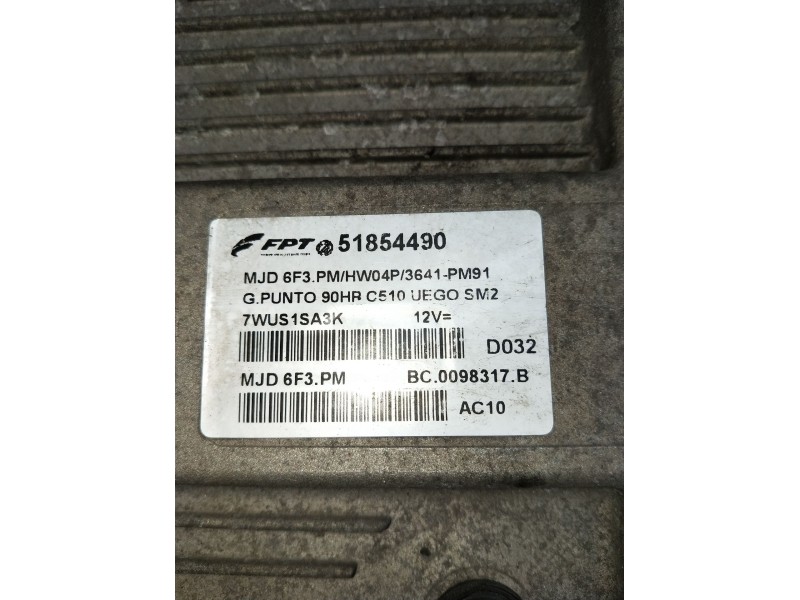 FPT 51854490
MJD 6F3.PM/HW04P/3641-PM91
G.PUNTO 90HR C510 UEGO SM2
7WUS1SA3K 12V=
D032
MJD 6F3.PM BC.0098317.B
AC10